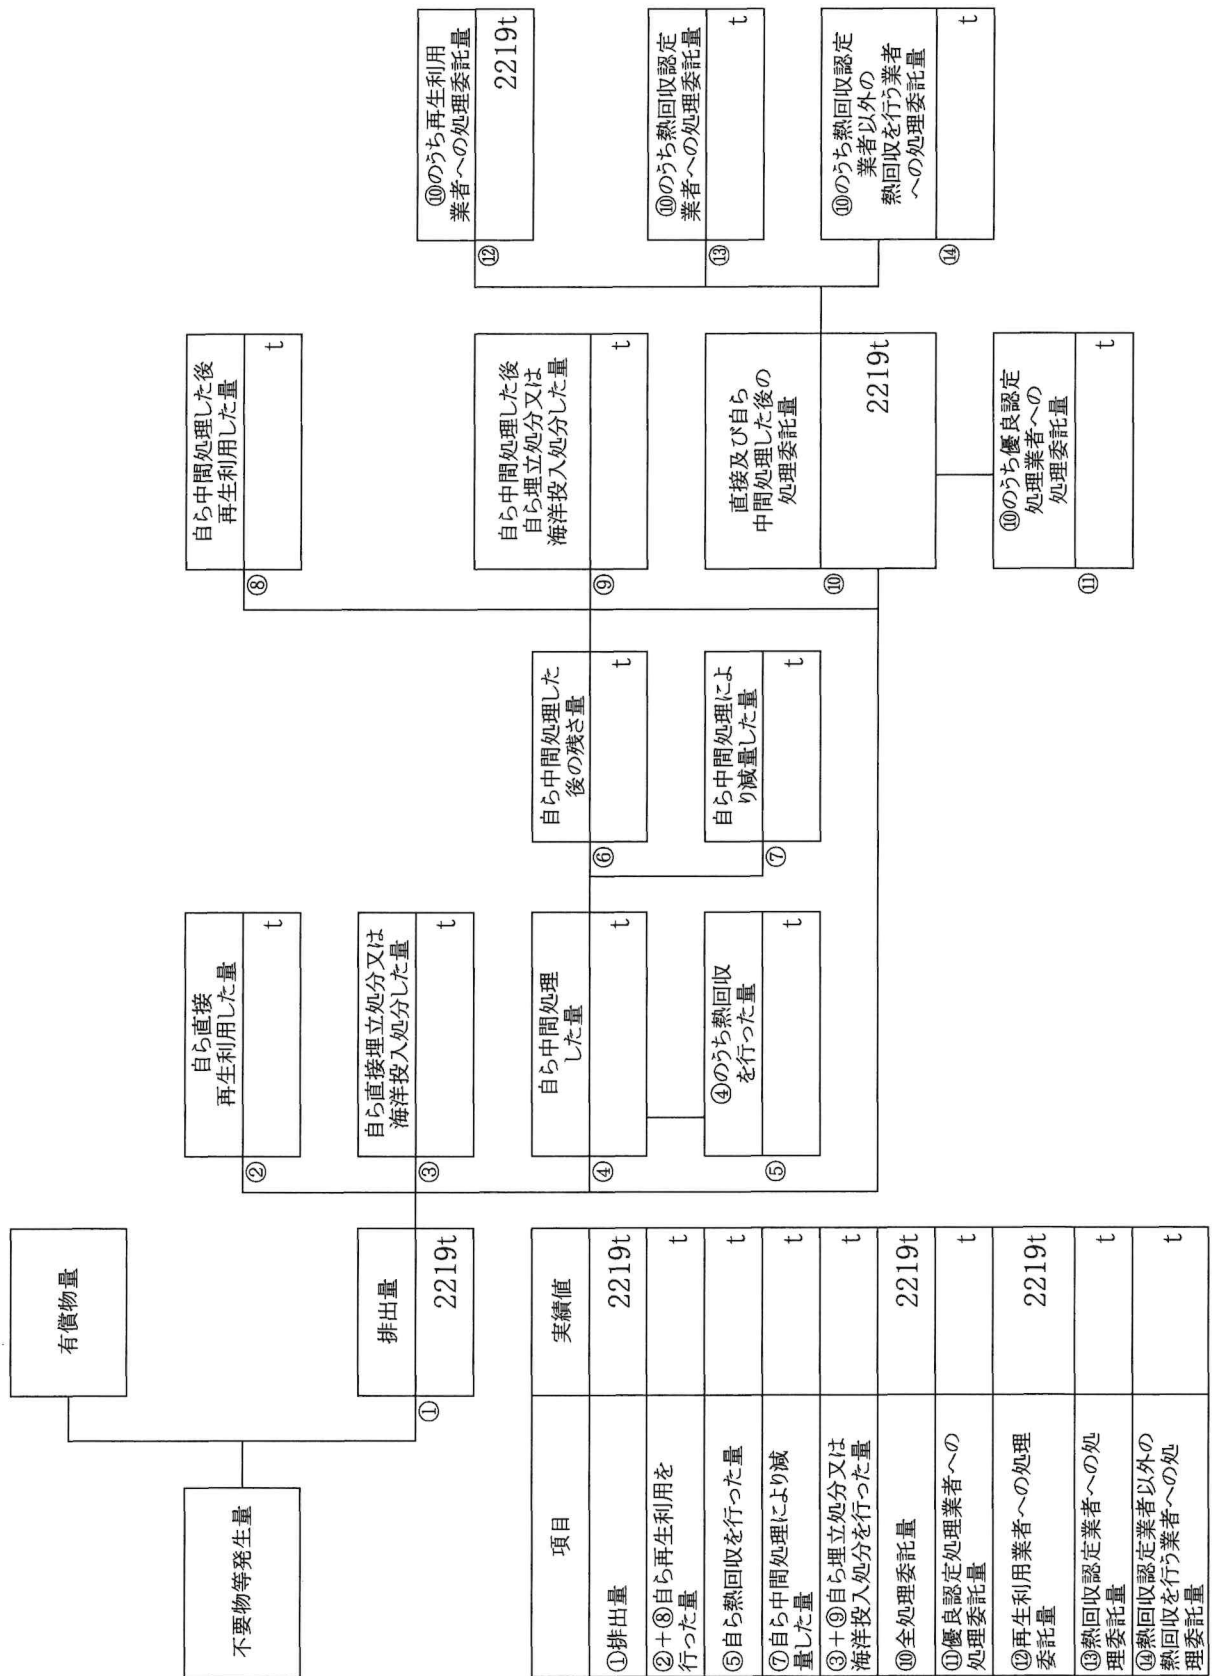 不要物等発生量
有償物量
①
排出量
2219t
②
自ら直接
再生利用した量
t
③
自ら直接埋立処分又は
海洋投入処分した量
t
④
自ら中間処理
した量
t
⑤
④のうち熱回収
を行った量
t
⑥
自ら中間処理した
後の残さ量
t
⑦
自ら中間処理によ
り減量した量
t
⑧
自ら中間処理した後
再生利用した量
t
⑨
自ら中間処理した後
自ら埋立処分又は
海洋投入処分した量
t
⑩
直接及び自ら
中間処理した後の
処理委託量
2219t
⑪
⑩のうち優良認定
処理業者への
処理委託量
t
⑫
⑩のうち再生利用
業者への処理委託量
2219t
⑬
⑩のうち熱回収認定
業者への処理委託量
t
⑭
⑩のうち熱回収認定
業者以外の
熱回収を行う業者
への処理委託量
t
項目
実績値
①排出量
2219t
②+⑧自ら再生利用を
行った量
t
⑤自ら熱回収を行った量
t
⑦自ら中間処理により減
量した量
t
③+⑨自ら埋立処分又は
海洋投入処分を行った量
t
⑩全処理委託量
2219t
⑪優良認定処理業者への
処理委託量
t
⑫再生利用業者への処理
委託量
2219t
⑬熱回収認定業者への処
理委託量
t
⑭熱回収認定業者以外の
熱回収を行う業者への処
理委託量
t